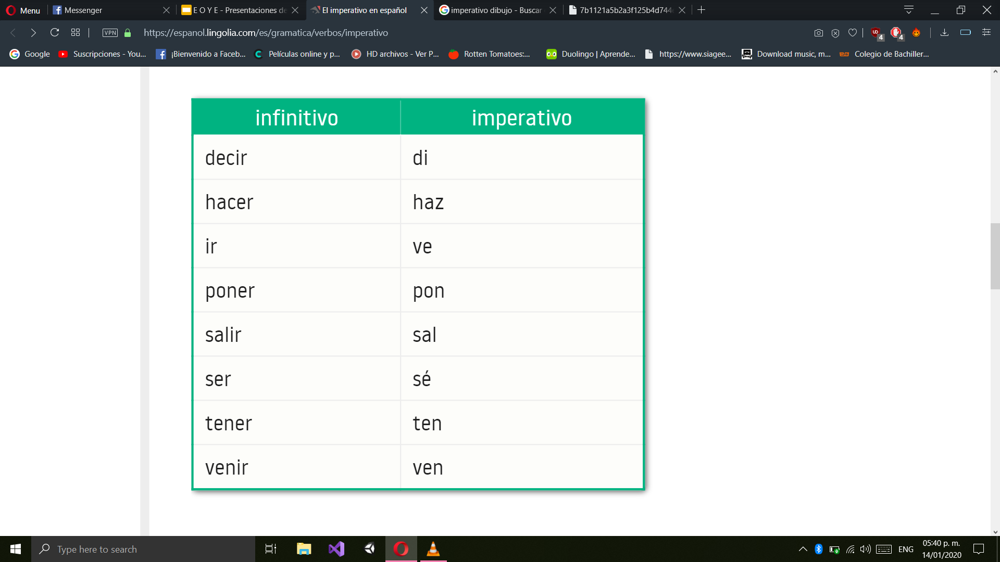 Menu
Messenger
E O Y E - Presentaciones de
El imperativo en español
imperativo dibujo - Buscar
7b1121a5b2a3f125b4d744
VPN
https://espanol.lingolia.com/es/gramatica/verbos/imperativo
4
4
Google
Suscripciones - You...
¡Bienvenido a Faceb...
Películas online y p...
HD archivos - Ver P...
Rotten Tomatoes:...
Duolingo | Aprende...
https://www.siagee...
Download music, m...
Colegio de Bachiller...
infinitivo imperativo
decir di
hacer haz
ir ve
poner pon
salir sal
ser sé
tener ten
venir ven
Type here to search
ENG
05:40 p. m.
14/01/2020